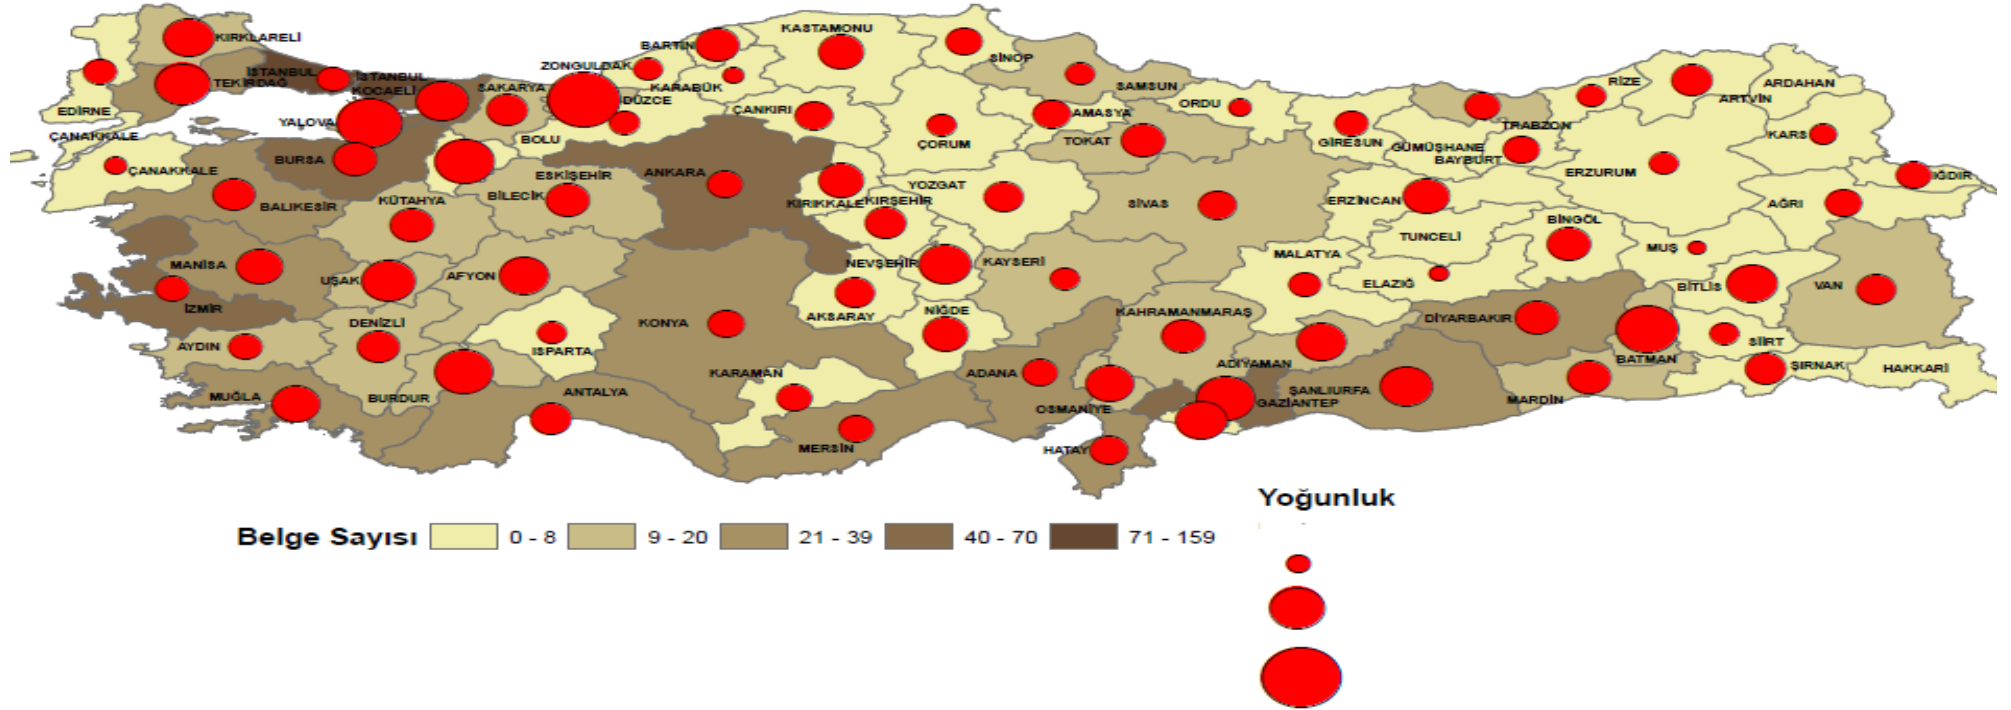 KASTAMONU
KIRKLARELİ
BARTIN
SİNOP
ZONGULDAK
İSTANBUL
İSTANBUL
TEKİRDAĞ
KOCAELİ
SAKARYA
KARABÜK
SAMSUN
RİZE
ARDAHAN
ARTVİN
EDİRNE
DÜZCE
ÇANKIRI
AMASYA
ORDU
YALOVA
TRABZON
KARS
ÇANAKKALE
BOLU
TOKAT
ÇORUM
GİRESUN
GÜMÜŞHANE
BAYBURT
BURSA
ÇANAKKALE
ANKARA
ERZURUM
IĞDIR
ESKİŞEHİR
BİLECİK
YOZGAT
KIRIKKALE
KIRŞEHİR
BALIKESİR
KÜTAHYA
SİVAS
ERZİNCAN
AĞRI
BİNGÖL
TUNCELİ
MUŞ
MANİSA
UŞAK
AFYON
NEVŞEHİR
KAYSERİ
MALATYA
ELAZIĞ
BİTLİS
VAN
İZMİR
AKSARAY
NİĞDE
KAHRAMANMARAŞ
DİYARBAKIR
DENİZLİ
KONYA
AYDIN
ISPARTA
SİİRT
BATMAN
ADIYAMAN
ŞIRNAK
HAKKARİ
KARAMAN
ADANA
MUĞLA
BURDUR
ANTALYA
ŞANLIURFA
GAZİANTEP
MARDİN
OSMANİYE
MERSİN
HATAY
Yoğunluk
Belge Sayısı 0 - 8 9 - 20 21 - 39 40 - 70 71 - 159